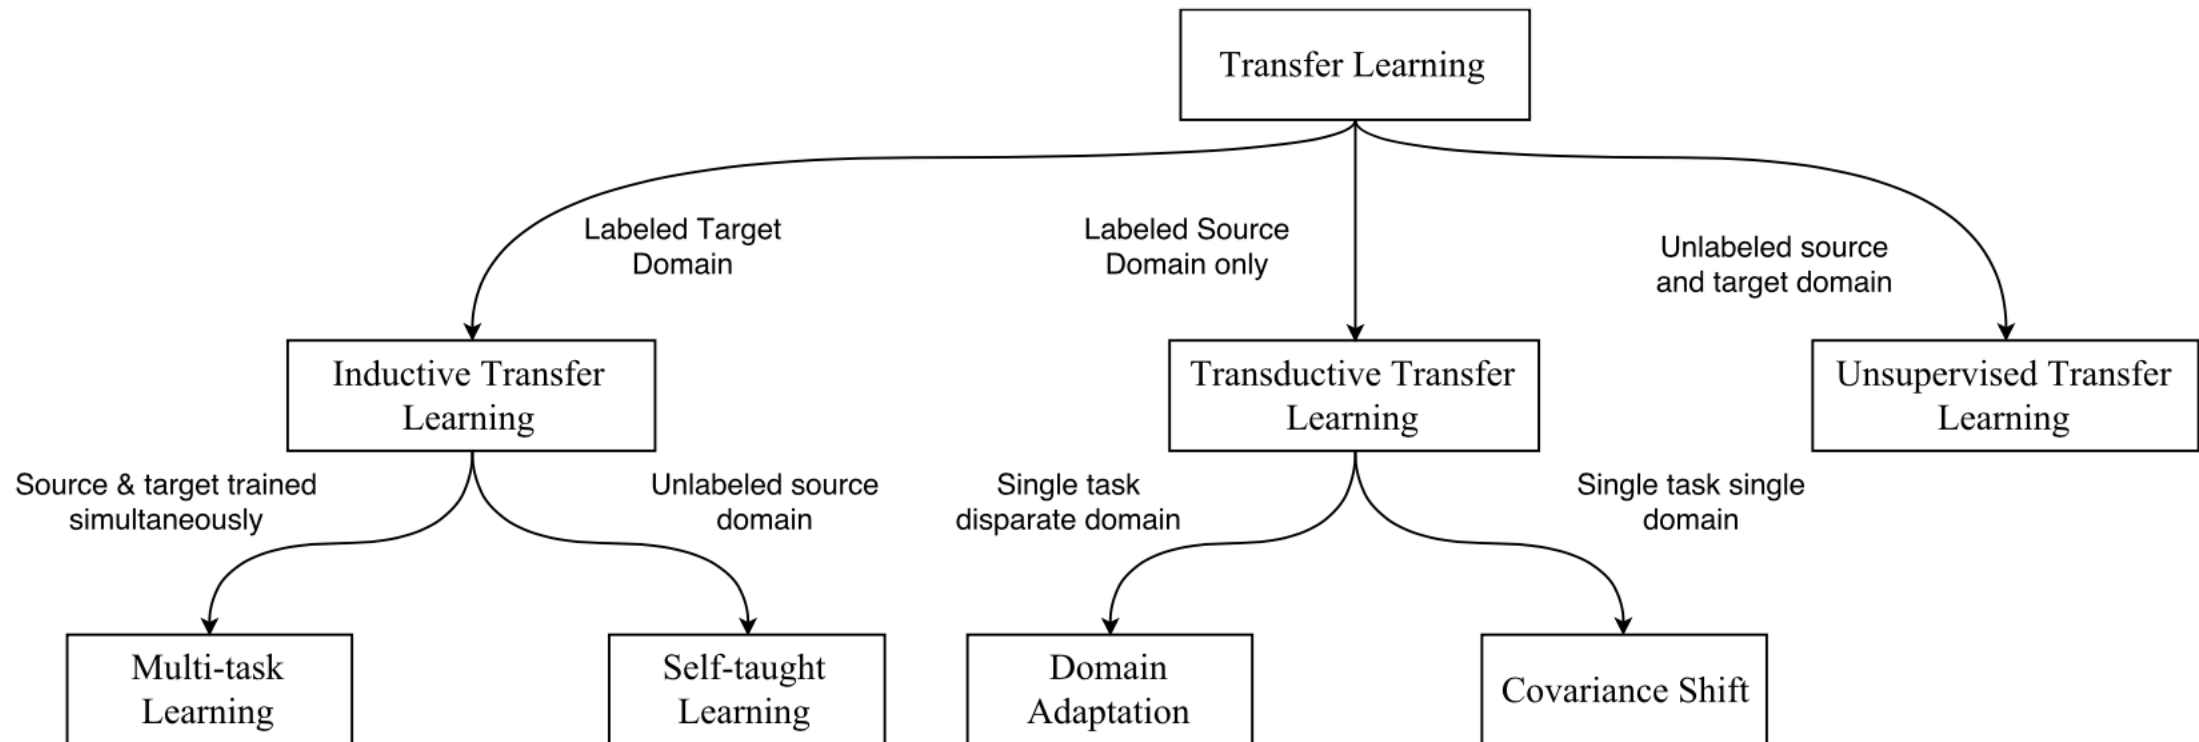 Transfer Learning
Labeled Target
Domain
Labeled Source
Domain only
Unlabeled source
and target domain
Inductive Transfer
Learning
Transductive Transfer
Learning
Unsupervised Transfer
Learning
Source & target trained
simultaneously
Unlabeled source
domain
Single task
disparate domain
Single task single
domain
Multi-task
Learning
Self-taught
Learning
Domain
Adaptation
Covariance Shift